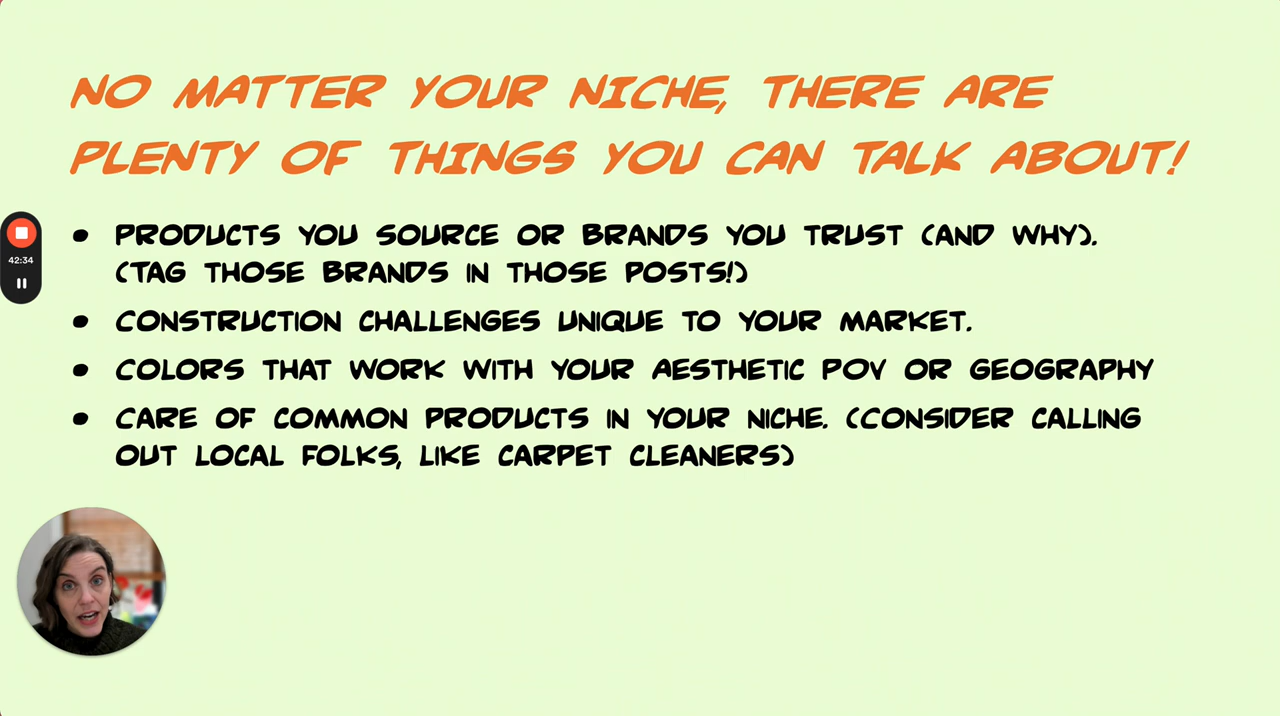 NO MATTER YOUR NICHE, THERE ARE
PLENTY OF THINGS YOU CAN TALK ABOUT!
• PRODUCTS YOU SOURCE OR BRANDS YOU TRUST (AND WHY).
(TAG THOSE BRANDS IN THOSE POSTS!)
• CONSTRUCTION CHALLENGES UNIQUE TO YOUR MARKET.
• COLORS THAT WORK WITH YOUR AESTHETIC POV OR GEOGRAPHY
• CARE OF COMMON PRODUCTS IN YOUR NICHE. (CONSIDER CALLING
OUT LOCAL FOLKS, LIKE CARPET CLEANERS)
42:34